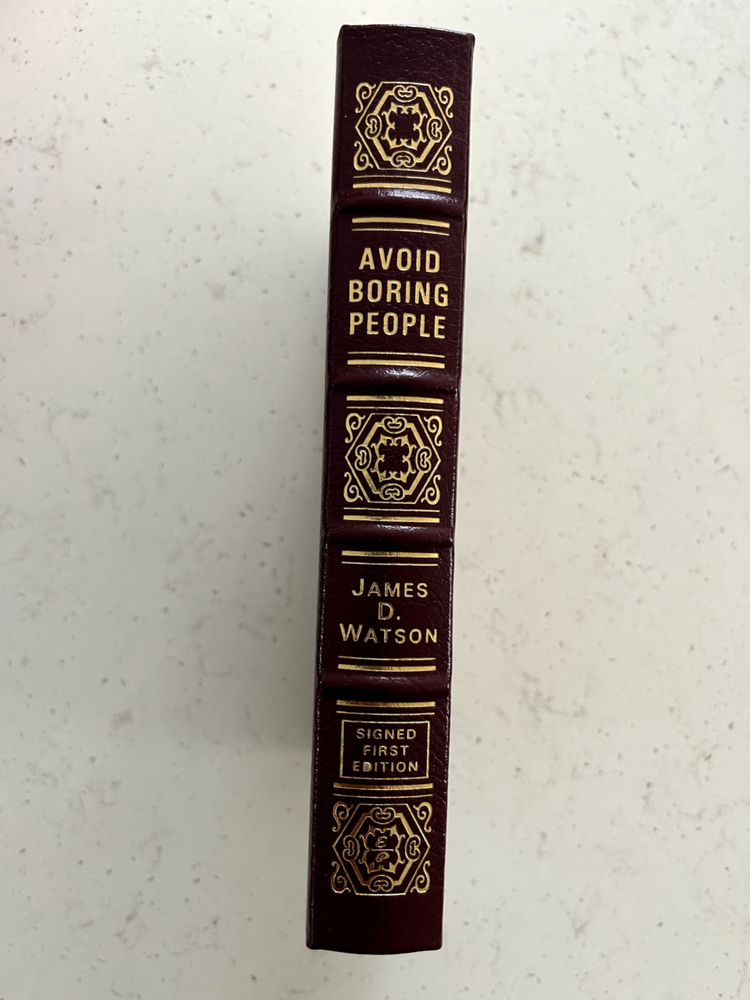 AVOID
BORING
PEOPLE
JAMES
D.
WATSON
SIGNED
FIRST
EDITION
E
P